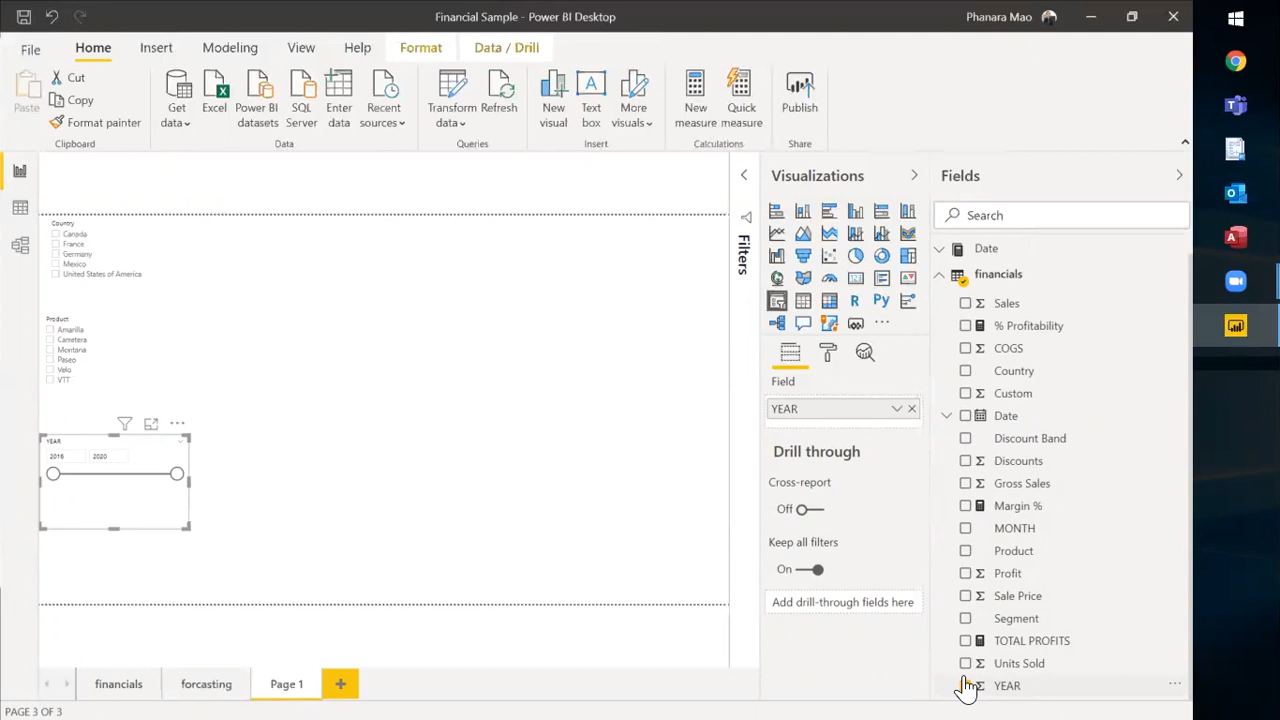 Financial Sample - Power BI Desktop
Phanara Mao
File
Home
Insert
Modeling
View
Help
Format
Data / Drill
Paste
Cut
Copy
Format painter
Clipboard
Get
data
Excel
Power BI
datasets
SQL
Server
Enter
data
Recent
sources
Data
Transform
data
Refresh
Queries
New
visual
Text
box
More
visuals
Insert
New
measure
Quick
measure
Calculations
Publish
Share
Country
Canada
France
Germany
Mexico
United States of America
Product
Amarilla
Carretera
Montana
Paseo
Velo
VTT
YEAR
2016
2020
Filters
Visualizations
R
Py
Field
YEAR
Drill through
Cross-report
Off
Keep all filters
On
Add drill-through fields here
Fields
Search
Date
financials
Sales
% Profitability
COGS
Country
Custom
Date
Discount Band
Discounts
Gross Sales
Margin %
MONTH
Product
Profit
Sale Price
Segment
TOTAL PROFITS
Units Sold
YEAR
financials
forcasting
Page 1
PAGE 3 OF 3